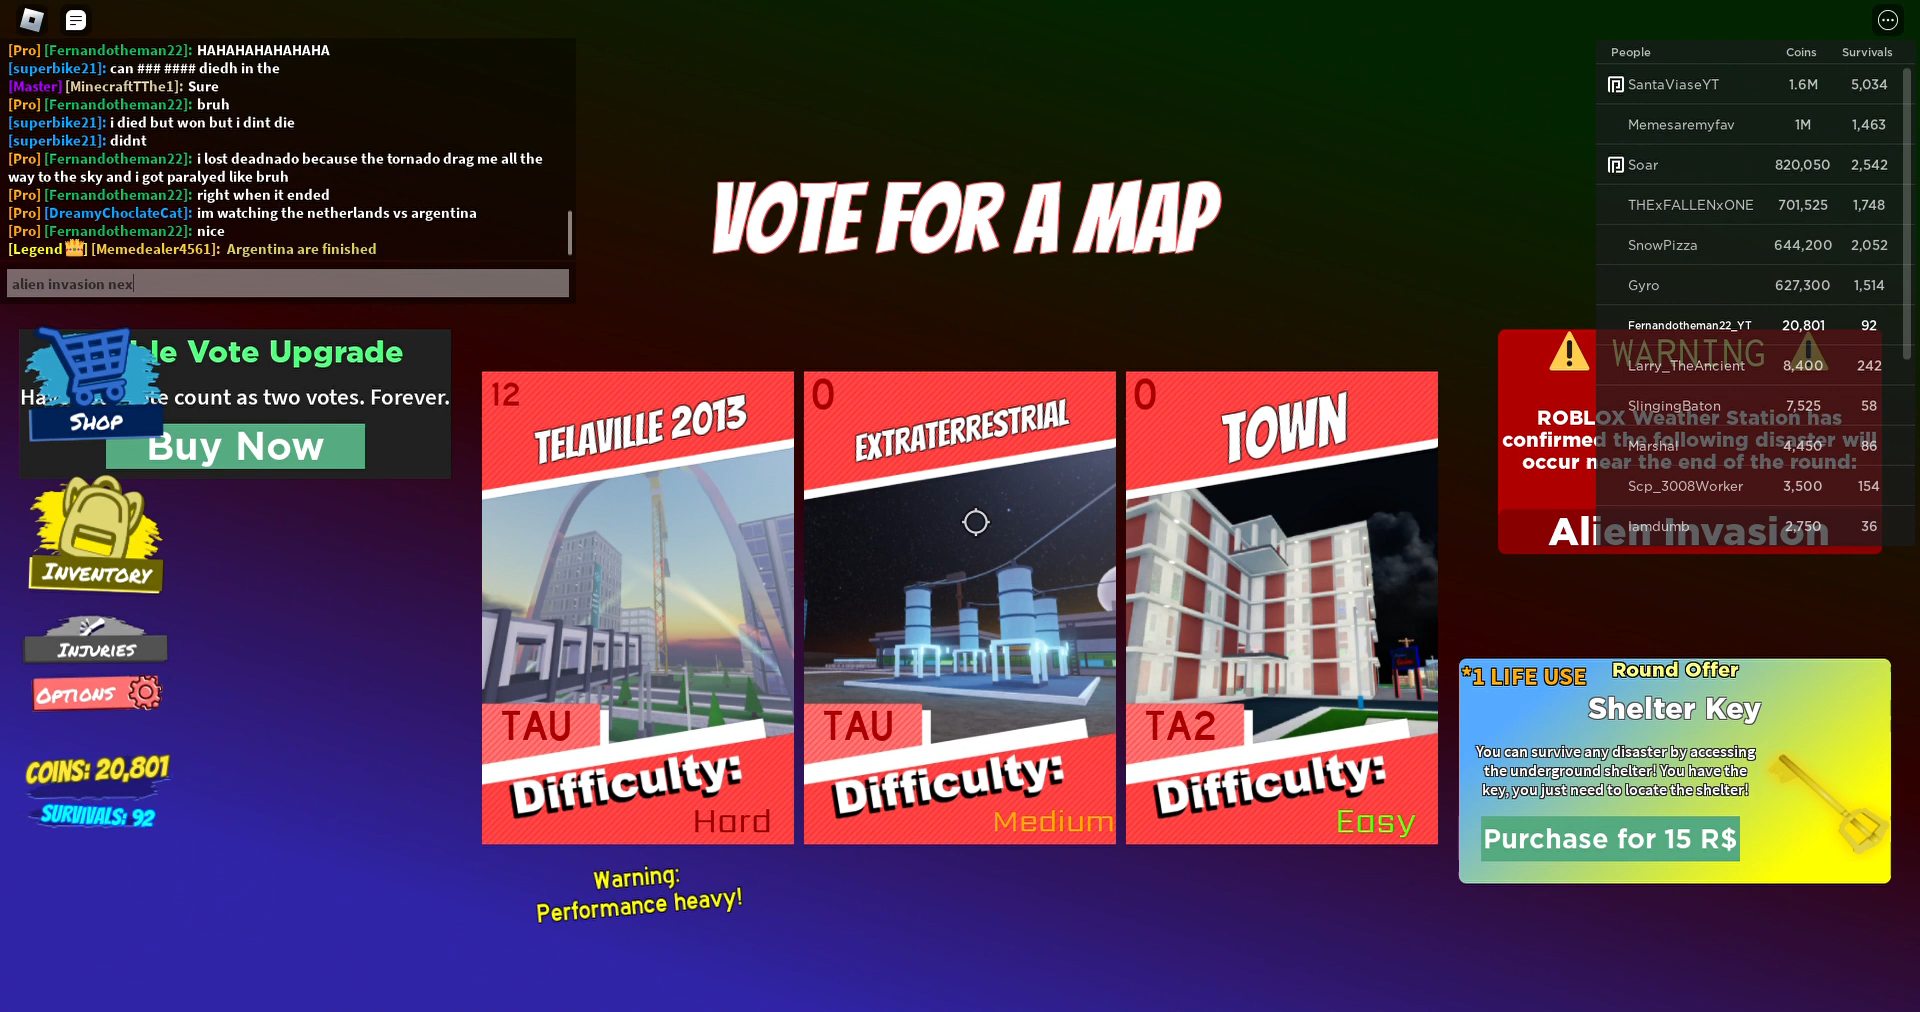 [Pro] [Fernandotheman22]: HAHAHAHAHAHAHA
[superbike21]: can ### #### diedh in the
[Master] [MinecraftTThe1]: Sure
[Pro] [Fernandotheman22]: bruh
[superbike21]: i died but won but i dint die
[superbike21]: didnt
[Pro] [Fernandotheman22]: i lost deadnado because the tornado drag me all the
way to the sky and i got paralyed like bruh
[Pro] [Fernandotheman22]: right when it ended
[Pro] [DreamyChoclateCat]: im watching the netherlands vs argentina
[Pro] [Fernandotheman22]: nice
[Legend 👑] [Memedealer4561]: Argentina are finished
alien invasion nex
VOTE FOR A MAP
People Coins Survivals
SantaViaseYT 1.6M 5,034
Memesaremyfav 1M 1,463
Soar 820,050 2,542
THExFALLENxONE 701,525 1,748
SnowPizza 644,200 2,052
Gyro 627,300 1,514
Fernandotheman22_YT 20,801 92
Larry_TheAncient 8,400 242
SlingingBaton 7,525 58
Marshal 4,450 86
Scp_3008Worker 3,500 154
Iamdumb 2,750 36
WARNING
ROBLOX Weather Station has
confirmed the following disaster will
occur near the end of the round:
Alien Invasion
Vote Upgrade
count as two votes. Forever.
Buy Now
SHOP
INVENTORY
INJURIES
OPTIONS
COINS: 20,801
SURVIVALS: 92
12
TELAVILLE 2013
TAU
Difficulty:
Hard
Warning:
Performance heavy!
0
EXTRATERRESTRIAL
TAU
Difficulty:
Medium
0
TOWN
TA2
Difficulty:
Easy
*1 LIFE USE
Round Offer
Shelter Key
You can survive any disaster by accessing
the underground shelter! You have the
key, you just need to locate the shelter!
Purchase for 15 R$